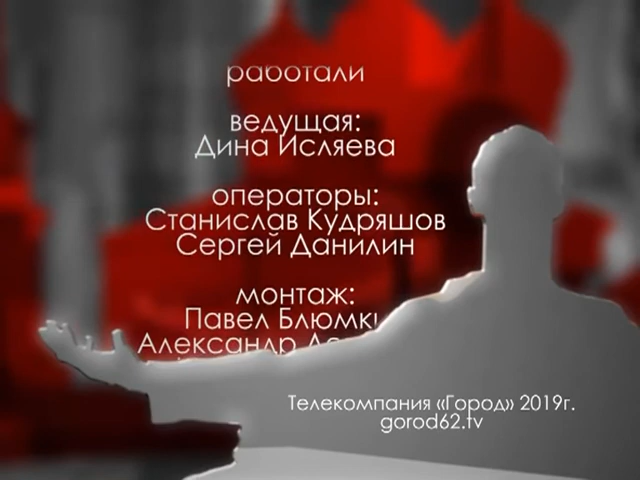 работали
ведущая:
Дина Исляева
операторы:
Станислав Кудряшов
Сергей Данилин
монтаж:
Павел
Александр
Телекомпания «Город» 2019г.
gorod62.tv